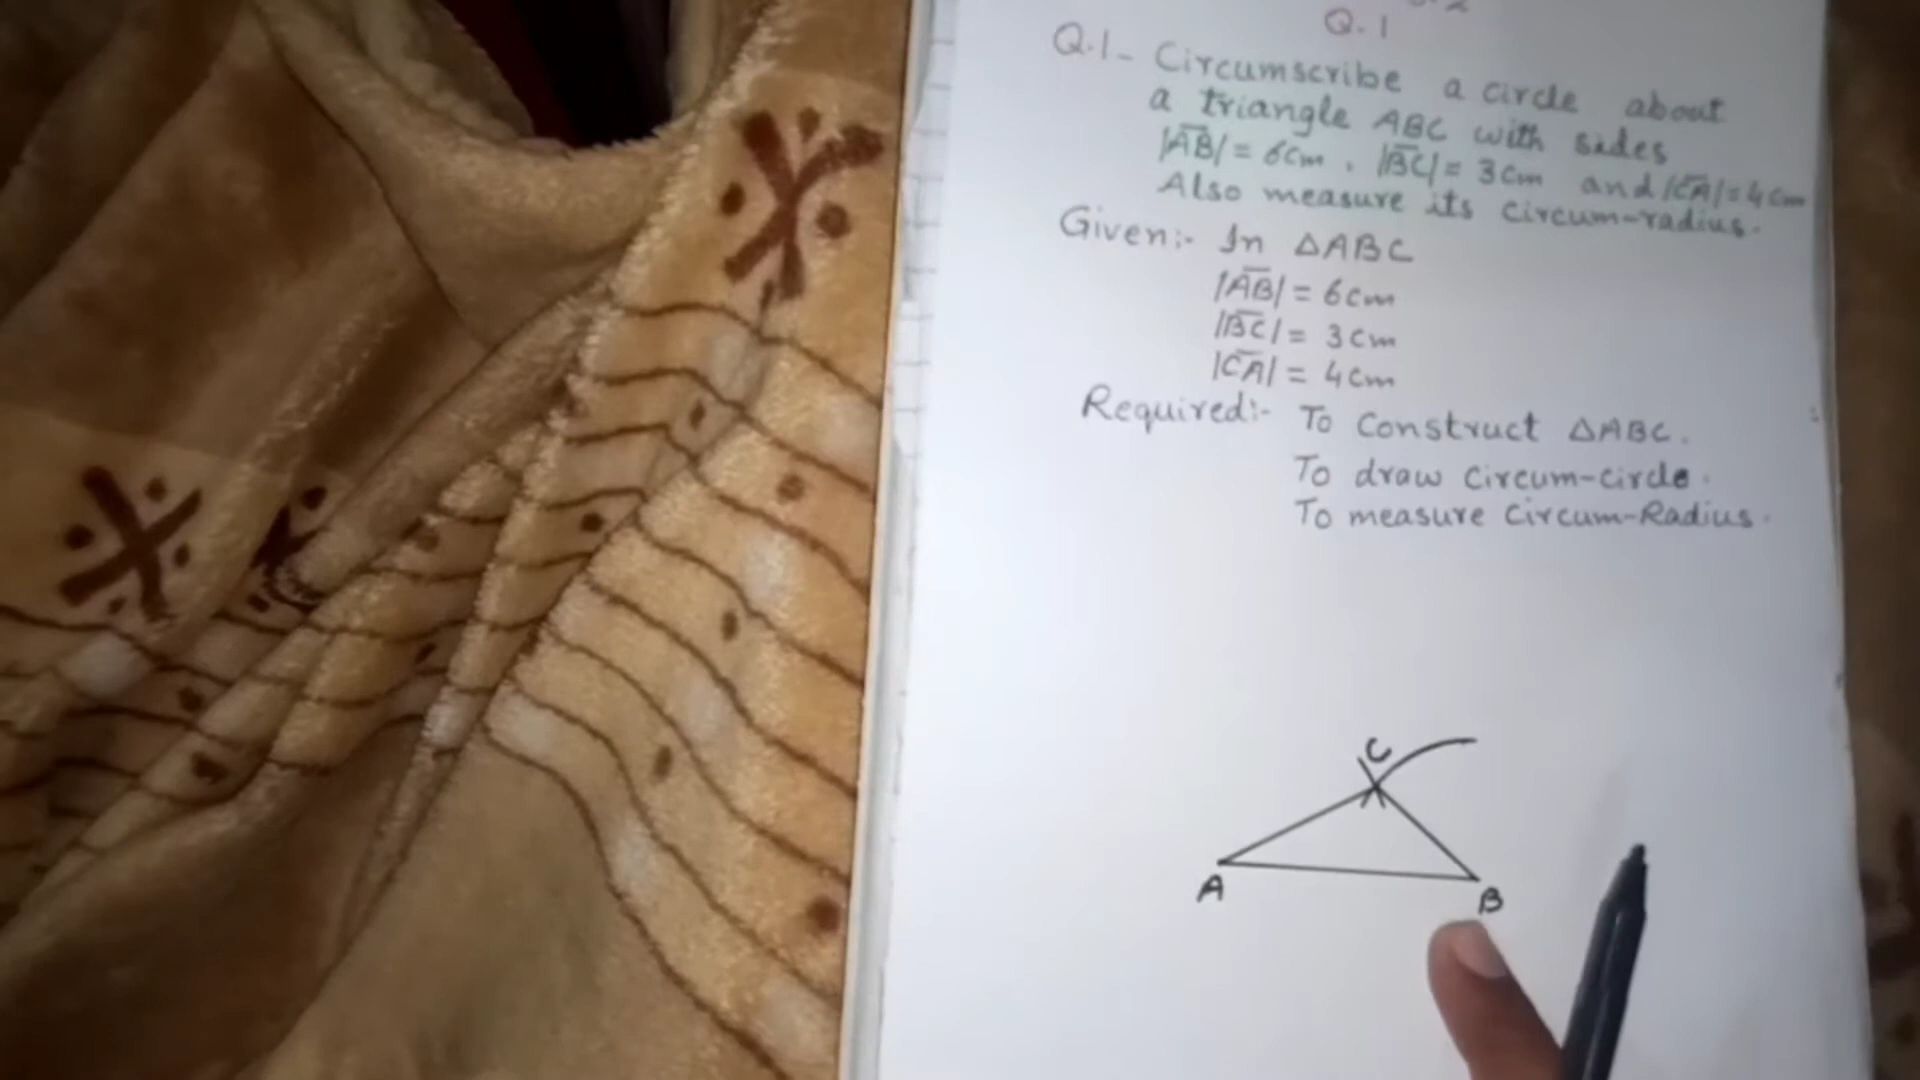 Q.1
Q.1- Circumscribe a circle about
a triangle ABC with sides
|AB| = 6cm, |BC| = 3cm and |CA| = 4cm
Also measure its circum-radius.
Given:- In △ABC
|AB| = 6cm
|BC| = 3cm
|CA| = 4cm
Required:- To Construct △ABC.
To draw Circum-circle.
To measure Circum-Radius.
C
A
B